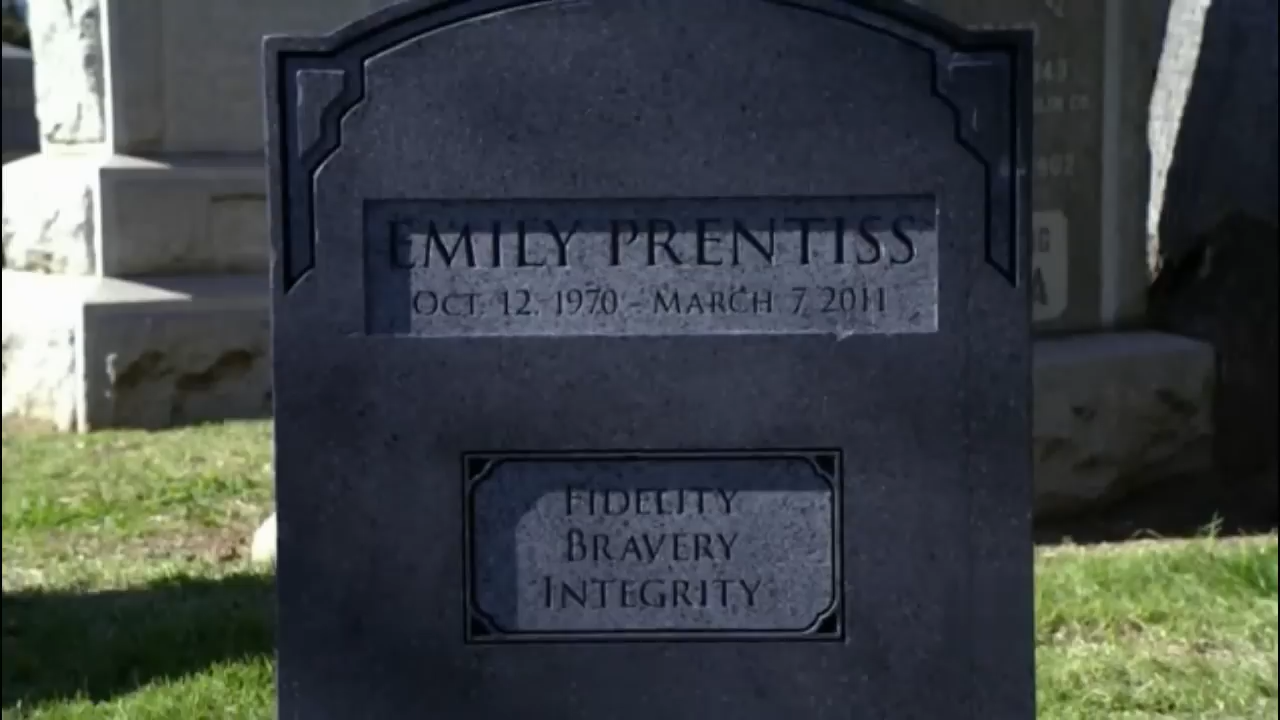 EMILY PRENTISS
OCT. 12. 1970 - MARCH 7, 2011
FIDELITY
BRAVERY
INTEGRITY